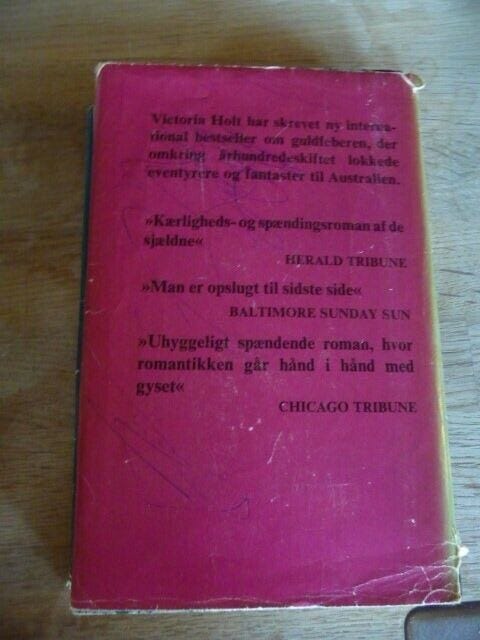 Victoria Holt har skrevet ny interna-
tional bestseller om guldfeberen, der
omkring århundredeskiftet lokkede
eventyrere og fantaster til Australien.
»Kærligheds- og spændingsroman af de
sjældne«
HERALD TRIBUNE
»Man er opslugt til sidste side«
BALTIMORE SUNDAY SUN
»Uhyggeligt spændende roman, hvor
romantikken går hånd i hånd med
gyset«
CHICAGO TRIBUNE